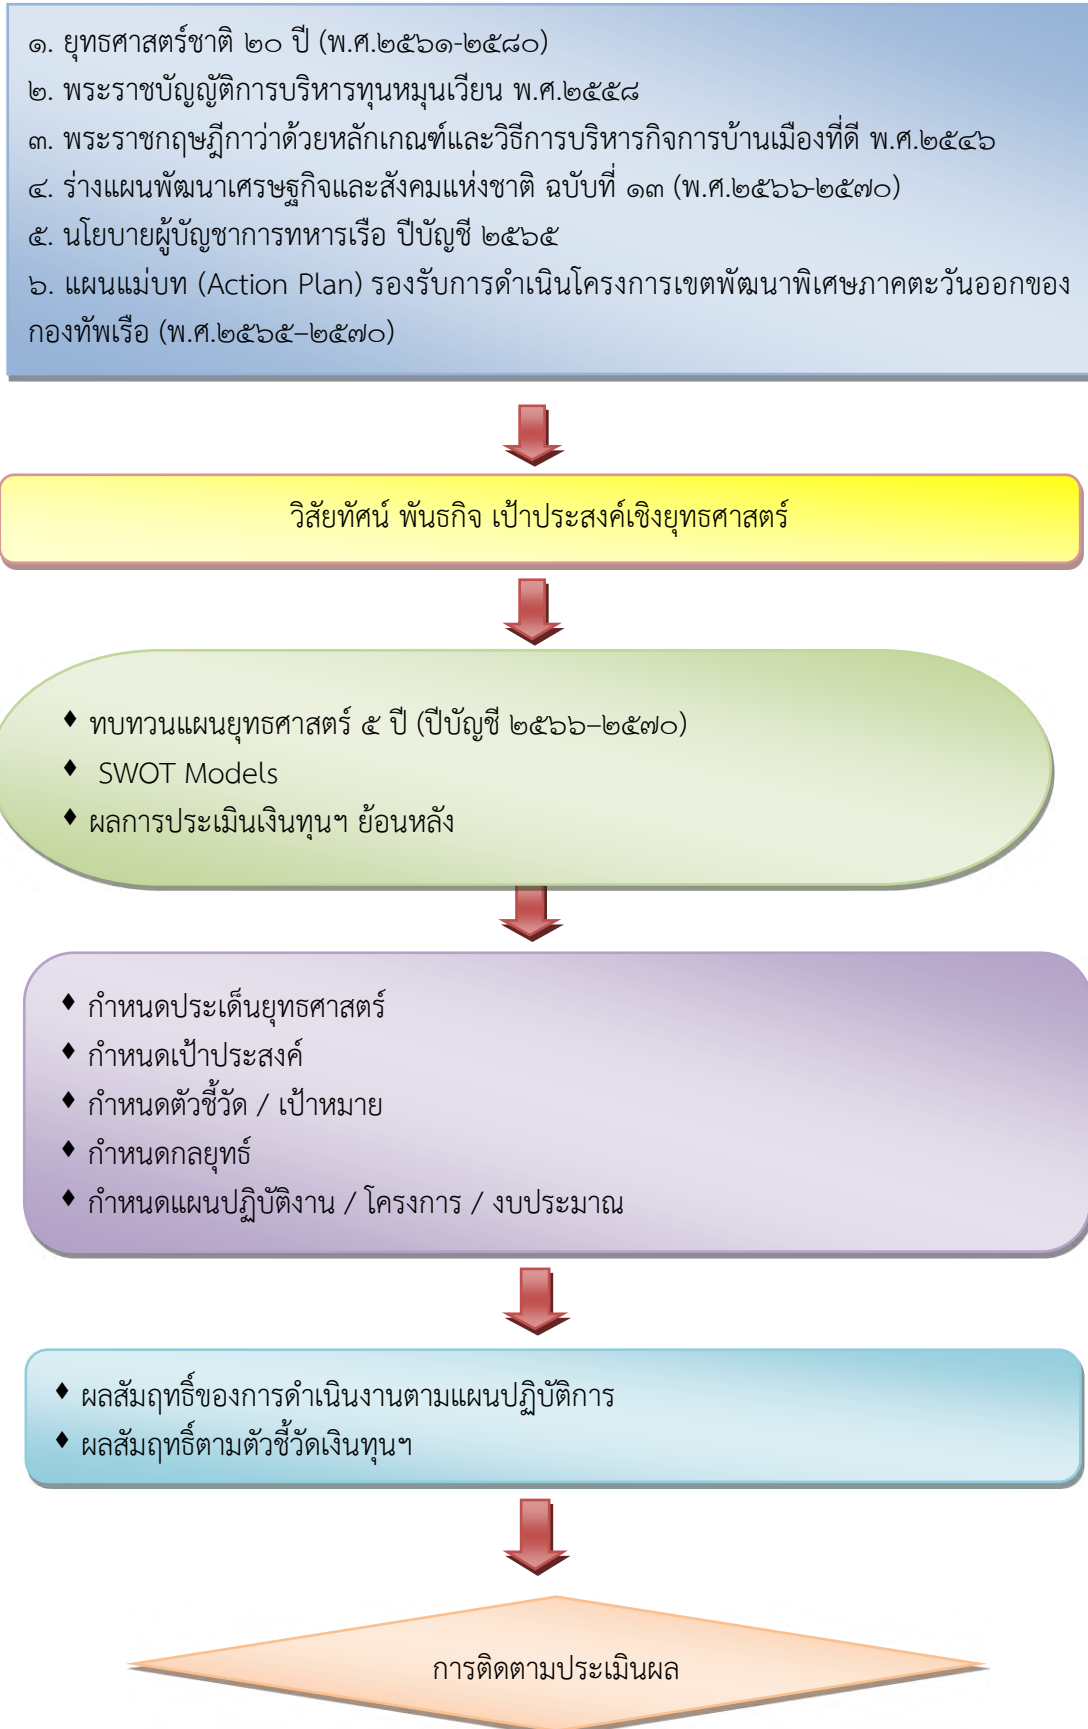 ๑. ยุทธศาสตร์ชาติ ๒๐ ปี (พ.ศ.๒๕๖๑-๒๕๘๐)
๒. พระราชบัญญัติการบริหารทุนหมุนเวียน พ.ศ.๒๕๕๘
๓. พระราชกฤษฎีกาว่าด้วยหลักเกณฑ์และวิธีการบริหารกิจการบ้านเมืองที่ดี พ.ศ.๒๕๔๖
๔. ร่างแผนพัฒนาเศรษฐกิจและสังคมแห่งชาติ ฉบับที่ ๑๓ (พ.ศ.๒๕๖๖-๒๕๗๐)
๕. นโยบายผู้บัญชาการทหารเรือ ปีบัญชี ๒๕๖๕
๖. แผนแม่บท (Action Plan) รองรับการดำเนินโครงการเขตพัฒนาพิเศษภาคตะวันออกของ
กองทัพเรือ (พ.ศ.๒๕๖๕–๒๕๗๐)
วิสัยทัศน์ พันธกิจ เป้าประสงค์เชิงยุทธศาสตร์
♦ ทบทวนแผนยุทธศาสตร์ ๕ ปี (ปีบัญชี ๒๕๖๖–๒๕๗๐)
♦ SWOT Models
♦ ผลการประเมินเงินทุนฯ ย้อนหลัง
♦ กำหนดประเด็นยุทธศาสตร์
♦ กำหนดเป้าประสงค์
♦ กำหนดตัวชี้วัด / เป้าหมาย
♦ กำหนดกลยุทธ์
♦ กำหนดแผนปฏิบัติงาน / โครงการ / งบประมาณ
♦ ผลสัมฤทธิ์ของการดำเนินงานตามแผนปฏิบัติการ
♦ ผลสัมฤทธิ์ตามตัวชี้วัดเงินทุนฯ
การติดตามประเมินผล